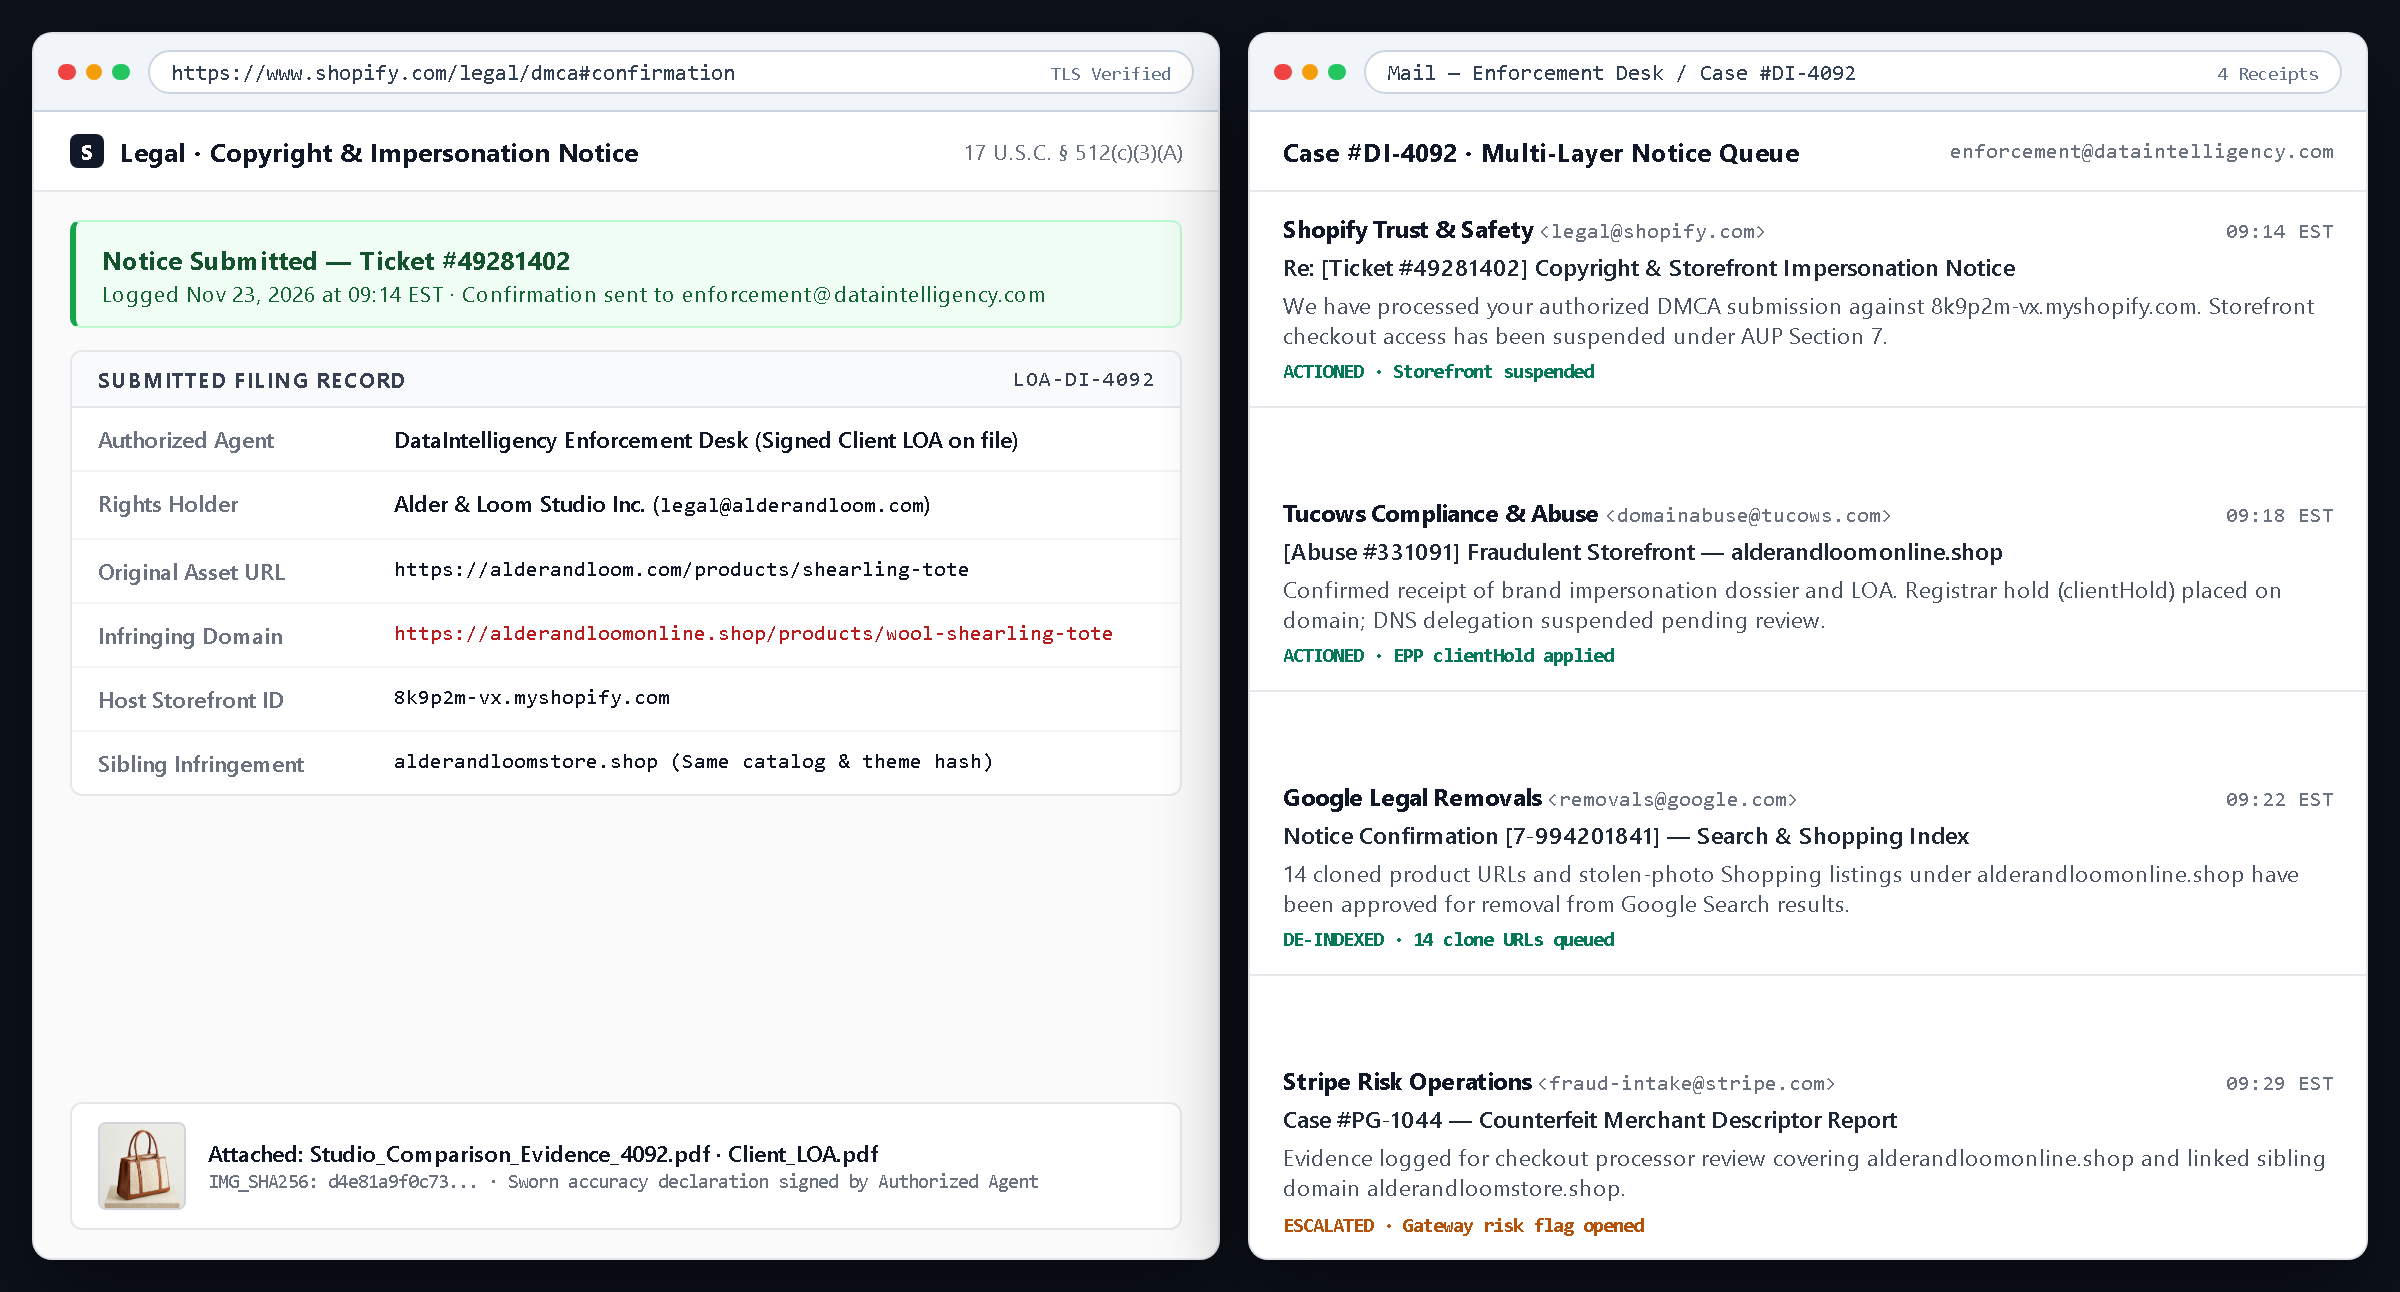 https://www.shopify.com/legal/dmca#confirmation
TLS Verified
S
Legal · Copyright & Impersonation Notice
17 U.S.C. § 512(c)(3)(A)
Notice Submitted — Ticket #49281402
Logged Nov 23, 2026 at 09:14 EST · Confirmation sent to enforcement@dataintelligency.com
SUBMITTED FILING RECORD
LOA-DI-4092
Authorized Agent
DataIntelligency Enforcement Desk (Signed Client LOA on file)
Rights Holder
Alder & Loom Studio Inc. (legal@alderandloom.com)
Original Asset URL
https://alderandloom.com/products/shearling-tote
Infringing Domain
https://alderandloomonline.shop/products/wool-shearling-tote
Host Storefront ID
8k9p2m-vx.myshopify.com
Sibling Infringement
alderandloomstore.shop (Same catalog & theme hash)
Attached: Studio_Comparison_Evidence_4092.pdf · Client_LOA.pdf
IMG_SHA256: d4e81a9f0c73... · Sworn accuracy declaration signed by Authorized Agent
Mail — Enforcement Desk / Case #DI-4092
4 Receipts
Case #DI-4092 · Multi-Layer Notice Queue
enforcement@dataintelligency.com
Shopify Trust & Safety <legal@shopify.com>
09:14 EST
Re: [Ticket #49281402] Copyright & Storefront Impersonation Notice
We have processed your authorized DMCA submission against 8k9p2m-vx.myshopify.com. Storefront
checkout access has been suspended under AUP Section 7.
ACTIONED · Storefront suspended
Tucows Compliance & Abuse <domainabuse@tucows.com>
09:18 EST
[Abuse #331091] Fraudulent Storefront — alderandloomonline.shop
Confirmed receipt of brand impersonation dossier and LOA. Registrar hold (clientHold) placed on
domain; DNS delegation suspended pending review.
ACTIONED · EPP clientHold applied
Google Legal Removals <removals@google.com>
09:22 EST
Notice Confirmation [7-994201841] — Search & Shopping Index
14 cloned product URLs and stolen-photo Shopping listings under alderandloomonline.shop have
been approved for removal from Google Search results.
DE-INDEXED · 14 clone URLs queued
Stripe Risk Operations <fraud-intake@stripe.com>
09:29 EST
Case #PG-1044 — Counterfeit Merchant Descriptor Report
Evidence logged for checkout processor review covering alderandloomonline.shop and linked sibling
domain alderandloomstore.shop.
ESCALATED · Gateway risk flag opened